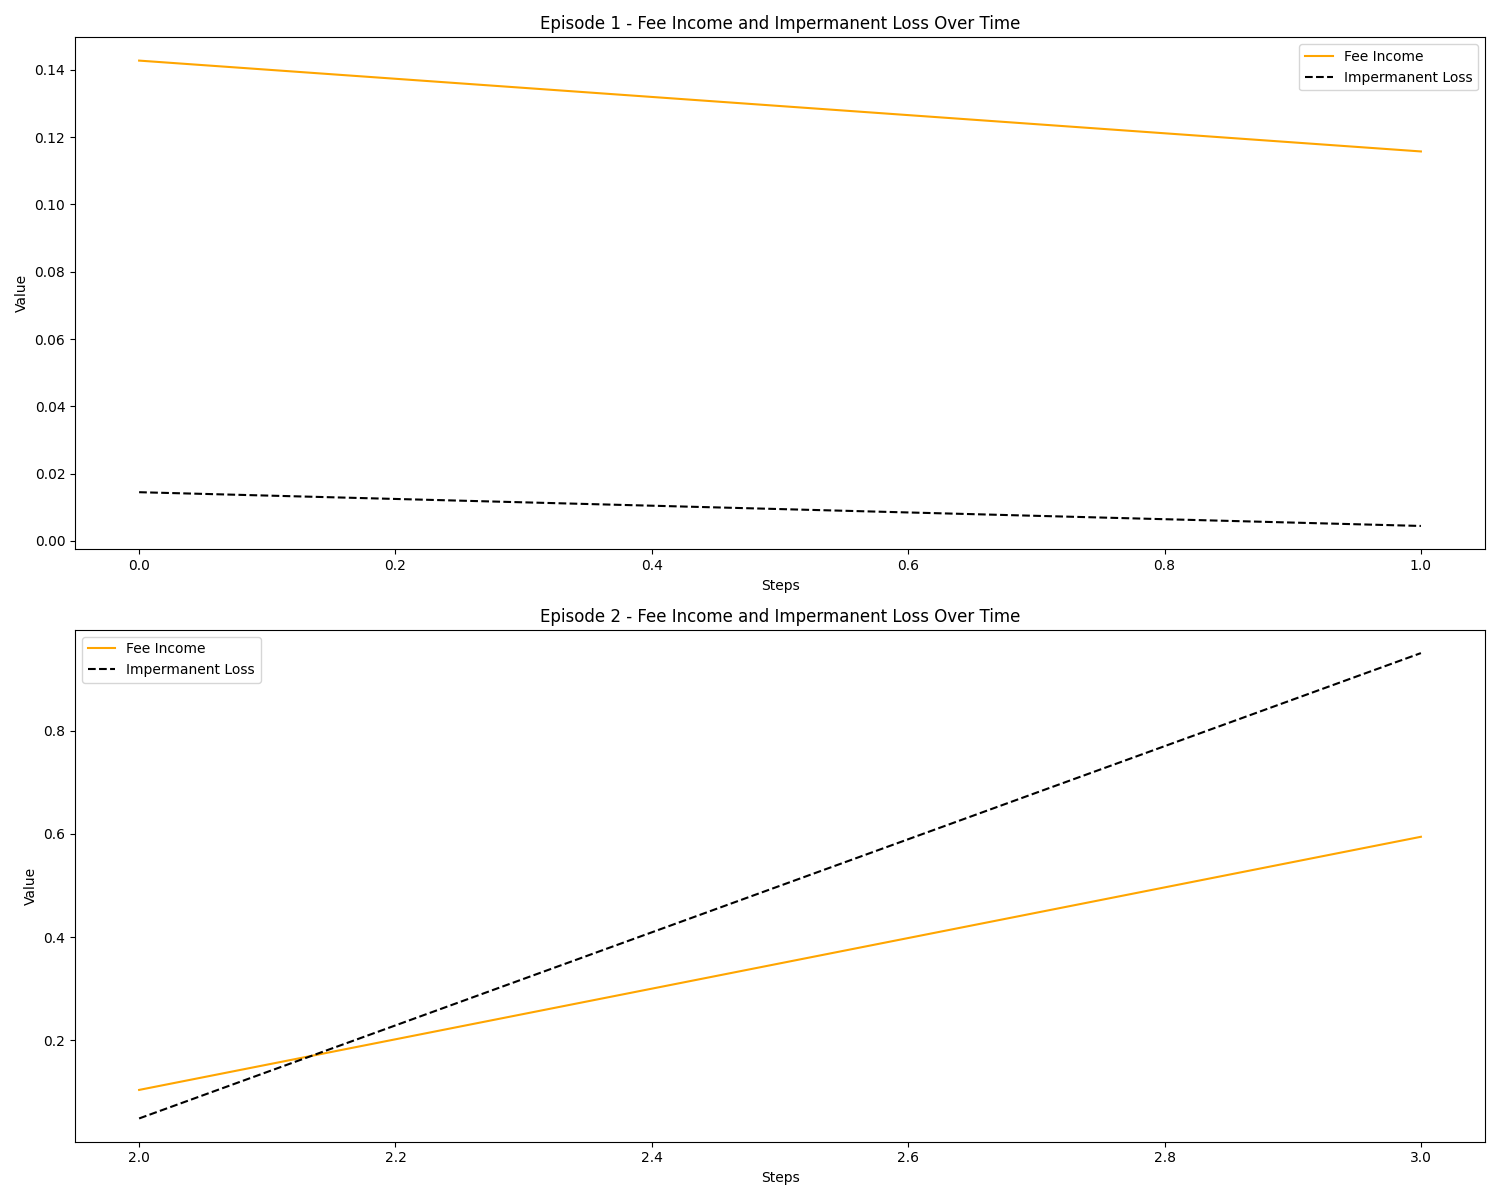 Episode 1 - Fee Income and Impermanent Loss Over Time
Fee Income
Impermanent Loss
0.14
0.12
0.10
0.08
0.06
0.04
0.02
0.00
Value
0.0 0.2 0.4 0.6 0.8 1.0
Steps
Episode 2 - Fee Income and Impermanent Loss Over Time
Fee Income
Impermanent Loss
0.8
0.6
0.4
0.2
Value
2.0 2.2 2.4 2.6 2.8 3.0
Steps